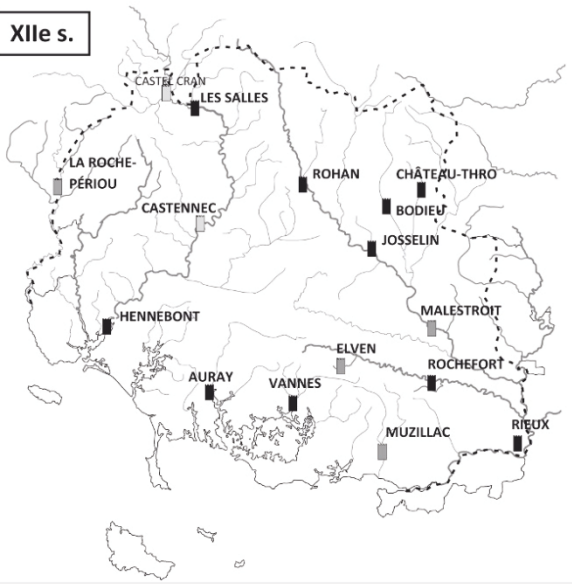 XIIe s.
CASTEL CRAN
LES SALLES
LA ROCHE-
PÉRIOU
ROHAN
CHÂTEAU-THRO
CASTENNEC
BODIEU
JOSSELIN
HENNEBONT
MALESTROIT
ELVEN
ROCHEFORT
AURAY
VANNES
MUZILLAC
RIEUX